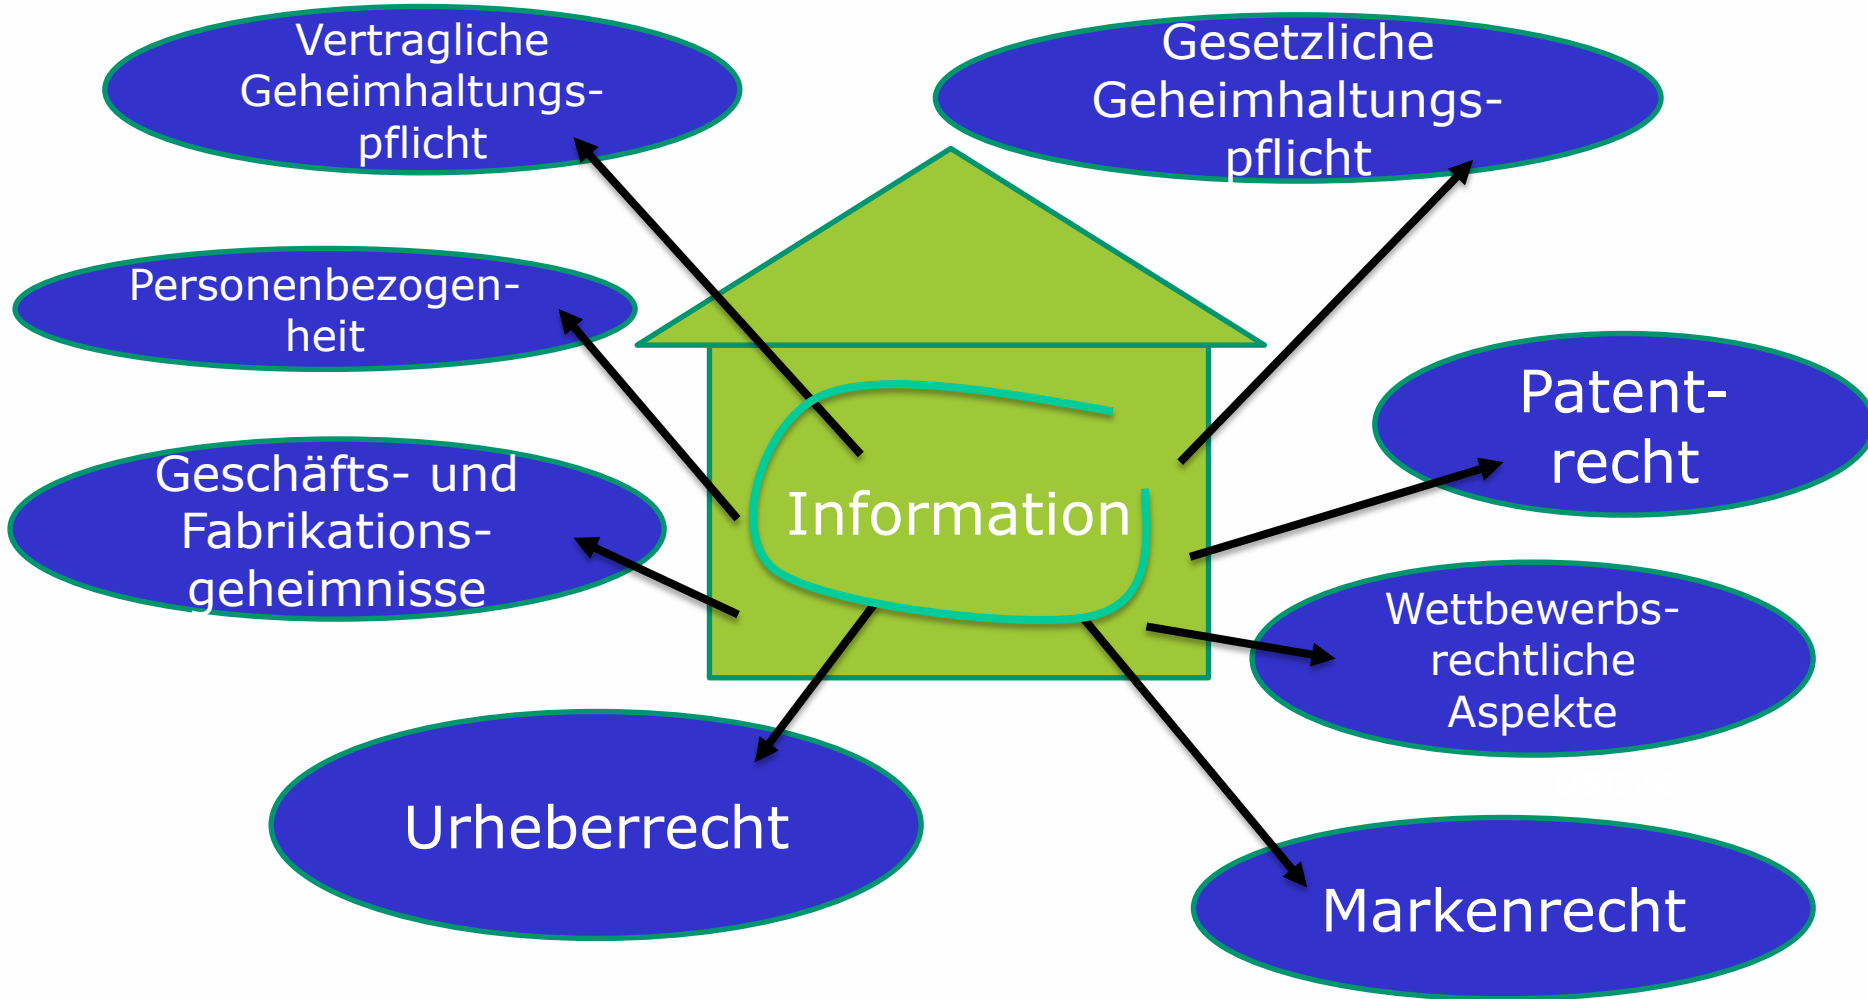 Vertragliche
Geheimhaltungs-
pflicht
Gesetzliche
Geheimhaltungs-
pflicht
Personenbezogen-
heit
Patent-
recht
Geschäfts- und
Fabrikations-
geheimnisse
Information
Wettbewerbs-
rechtliche
Aspekte
Urheberrecht
Markenrecht